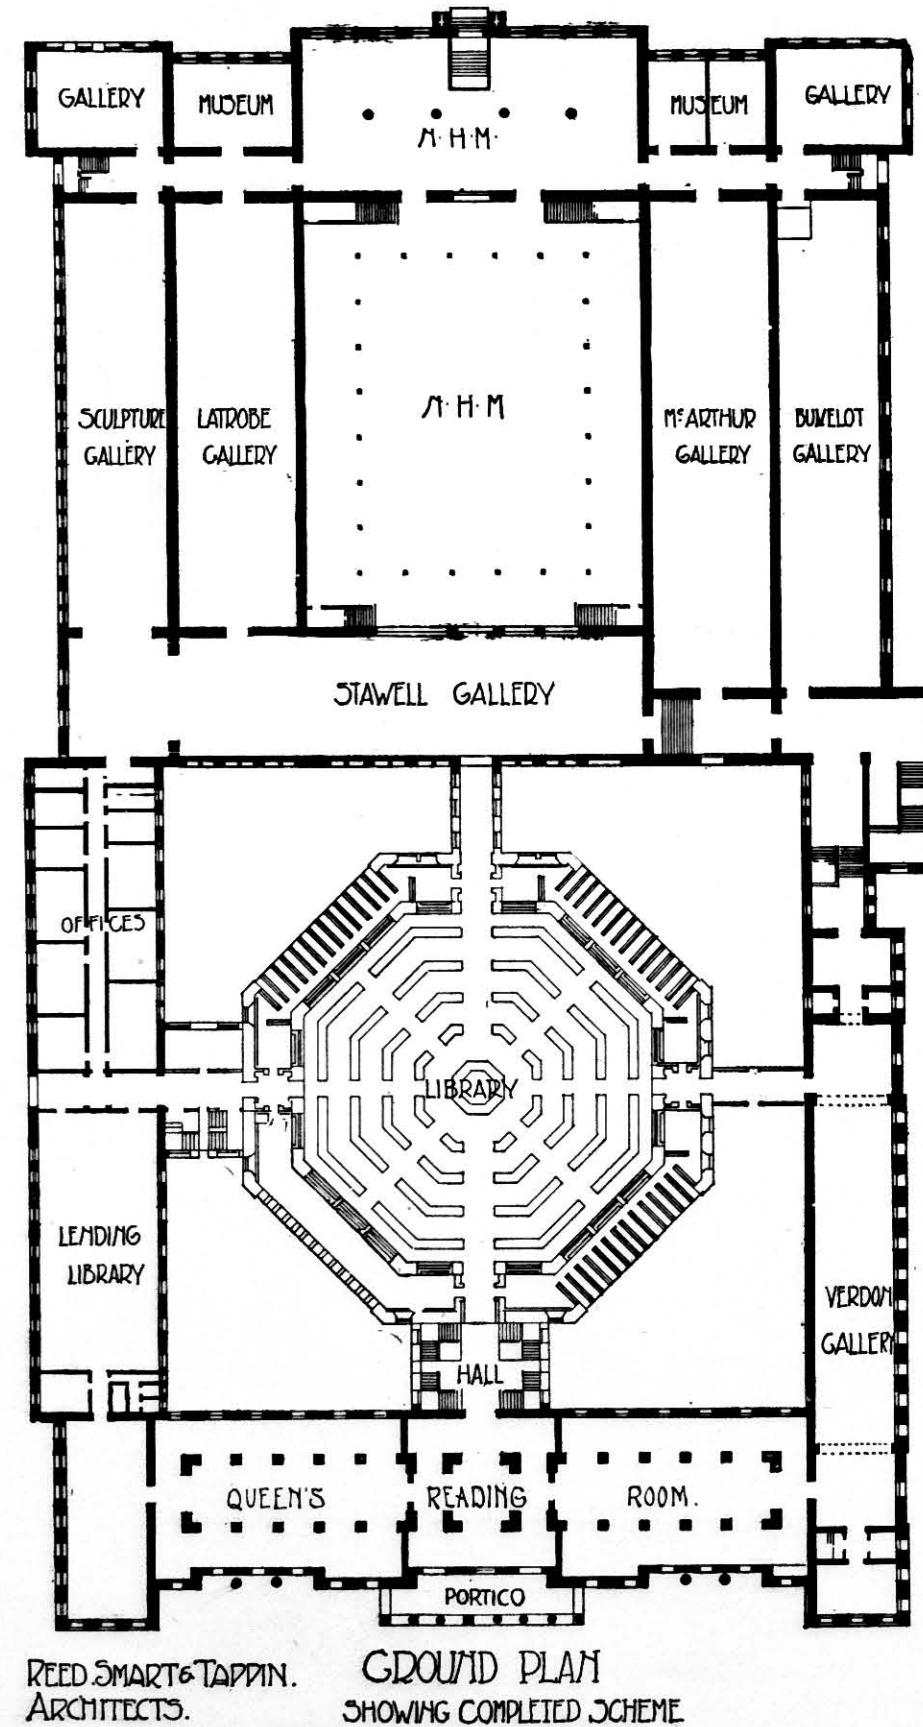 GALLERY
MUSEUM
N.H.M.
MUSEUM
GALLERY
SCULPTURE
GALLERY
LATROBE
GALLERY
N.H.M
McARTHUR
GALLERY
BUVELOT
GALLERY
STAWELL GALLERY
OFFICES
LIBRARY
LENDING
LIBRARY
VERDON
GALLERY
HALL
QUEEN'S READING ROOM.
PORTICO
REED.SMART&TAPPIN.
ARCHITECTS.
GROUND PLAN
SHOWING COMPLETED SCHEME